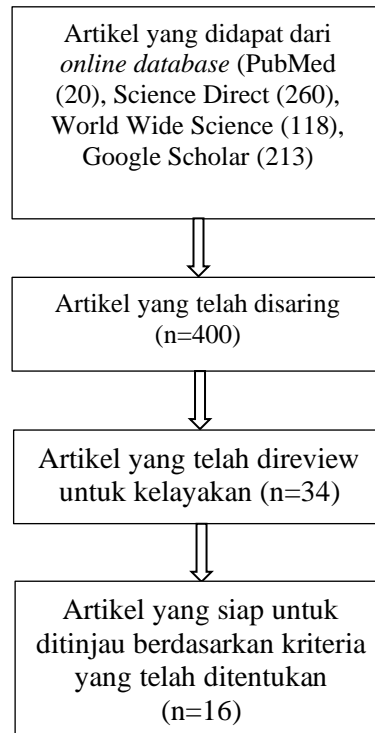 Artikel yang didapat dari
online database (PubMed
(20), Science Direct (260),
World Wide Science (118),
Google Scholar (213)
Artikel yang telah disaring
(n=400)
Artikel yang telah direview
untuk kelayakan (n=34)
Artikel yang siap untuk
ditinjau berdasarkan kriteria
yang telah ditentukan
(n=16)